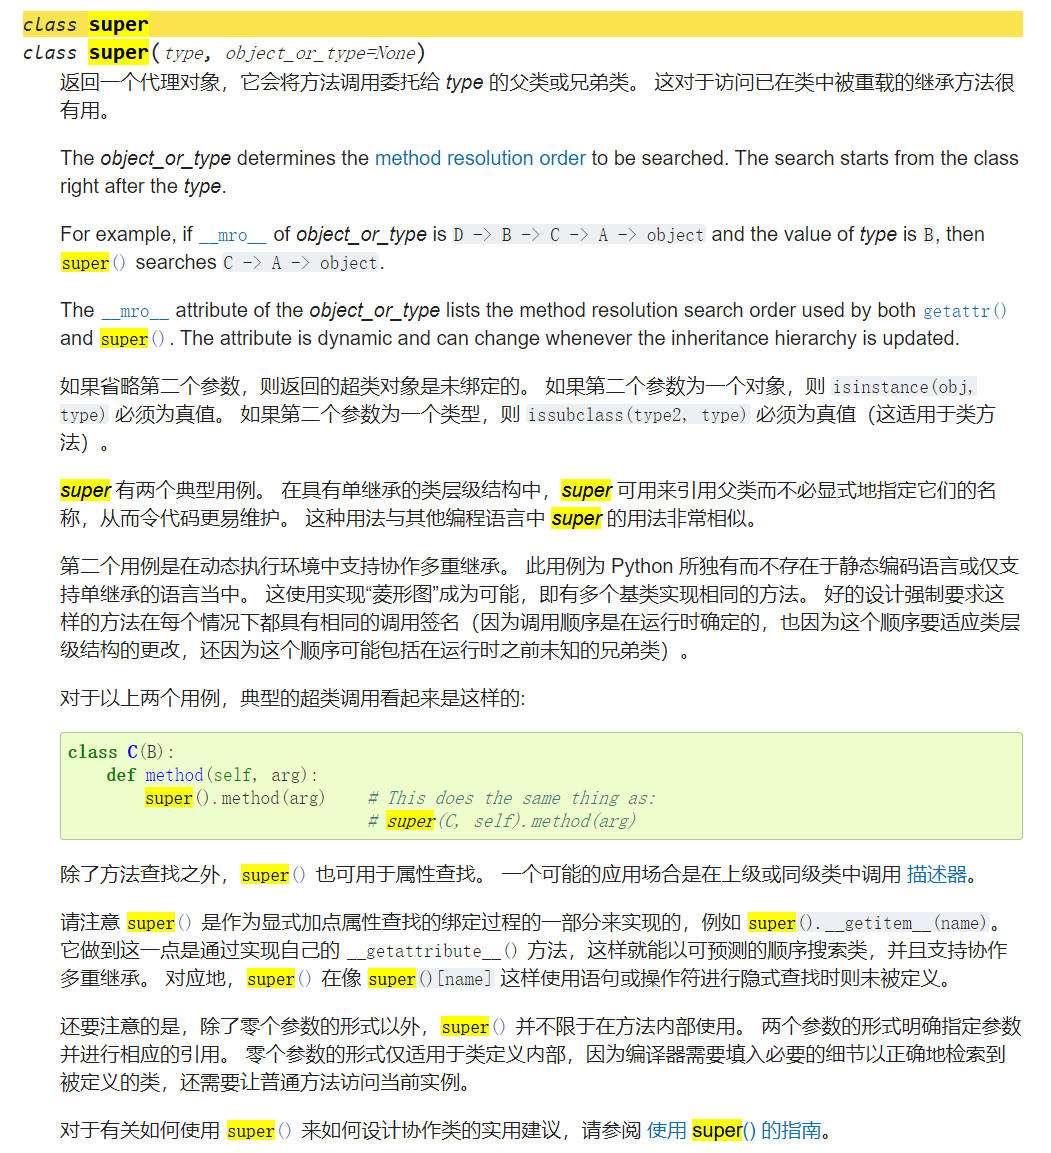 class super
class super(type, object_or_type=None)
返回一个代理对象，它会将方法调用委托给 type 的父类或兄弟类。 这对于访问已在类中被重载的继承方法很
有用。
The object_or_type determines the method resolution order to be searched. The search starts from the class
right after the type.
For example, if __mro__ of object_or_type is D -> B -> C -> A -> object and the value of type is B, then
super() searches C -> A -> object.
The __mro__ attribute of the object_or_type lists the method resolution search order used by both getattr()
and super(). The attribute is dynamic and can change whenever the inheritance hierarchy is updated.
如果省略第二个参数，则返回的超类对象是未绑定的。 如果第二个参数为一个对象，则 isinstance(obj,
type) 必须为真值。 如果第二个参数为一个类型，则 issubclass(type2, type) 必须为真值（这适用于类方
法）。
super 有两个典型用例。 在具有单继承的类层级结构中，super 可用来引用父类而不必显式地指定它们的名
称，从而令代码更易维护。 这种用法与其他编程语言中 super 的用法非常相似。
第二个用例是在动态执行环境中支持协作多重继承。 此用例为 Python 所独有而不存在于静态编码语言或仅支
持单继承的语言当中。 这使用实现“菱形图”成为可能，即有多个基类实现相同的方法。 好的设计强制要求这
样的方法在每个情况下都具有相同的调用签名（因为调用顺序是在运行时确定的，也因为这个顺序要适应类层
级结构的更改，还因为这个顺序可能包括在运行时之前未知的兄弟类）。
对于以上两个用例，典型的超类调用看起来是这样的:
class C(B):
    def method(self, arg):
        super().method(arg)    # This does the same thing as:
                               # super(C, self).method(arg)
除了方法查找之外，super() 也可用于属性查找。 一个可能的应用场合是在上级或同级类中调用 描述器。
请注意 super() 是作为显式加点属性查找的绑定过程的一部分来实现的，例如 super().__getitem__(name)。
它做到这一点是通过实现自己的 __getattribute__() 方法，这样就能以可预测的顺序搜索类，并且支持协作
多重继承。 对应地，super() 在像 super()[name] 这样使用语句或操作符进行隐式查找时则未被定义。
还要注意的是，除了零个参数的形式以外，super() 并不限于在方法内部使用。 两个参数的形式明确指定参数
并进行相应的引用。 零个参数的形式仅适用于类定义内部，因为编译器需要填入必要的细节以正确地检索到
被定义的类，还需要让普通方法访问当前实例。
对于有关如何使用 super() 来如何设计协作类的实用建议，请参阅 使用 super() 的指南。